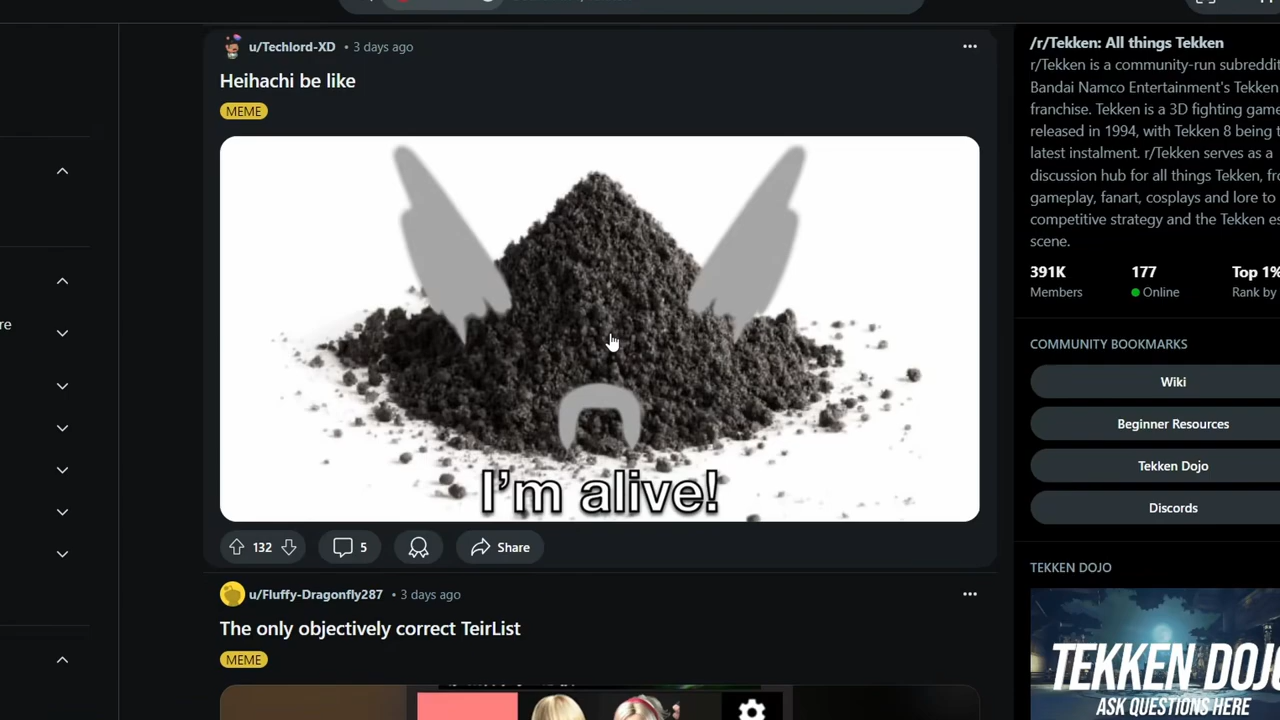 u/Techlord-XD • 3 days ago
Heihachi be like
MEME
I'm alive!
132
5
Share
u/Fluffy-Dragonfly287 • 3 days ago
The only objectively correct TeirList
MEME
re
/r/Tekken: All things Tekken
r/Tekken is a community-run subreddit
Bandai Namco Entertainment's Tekken
franchise. Tekken is a 3D fighting game
released in 1994, with Tekken 8 being t
latest instalment. r/Tekken serves as a
discussion hub for all things Tekken, fro
gameplay, fanart, cosplays and lore to
competitive strategy and the Tekken es
scene.
391K 177 Top 1%
Members Online Rank by
COMMUNITY BOOKMARKS
Wiki
Beginner Resources
Tekken Dojo
Discords
TEKKEN DOJO
TEKKEN DOJO
ASK QUESTIONS HERE